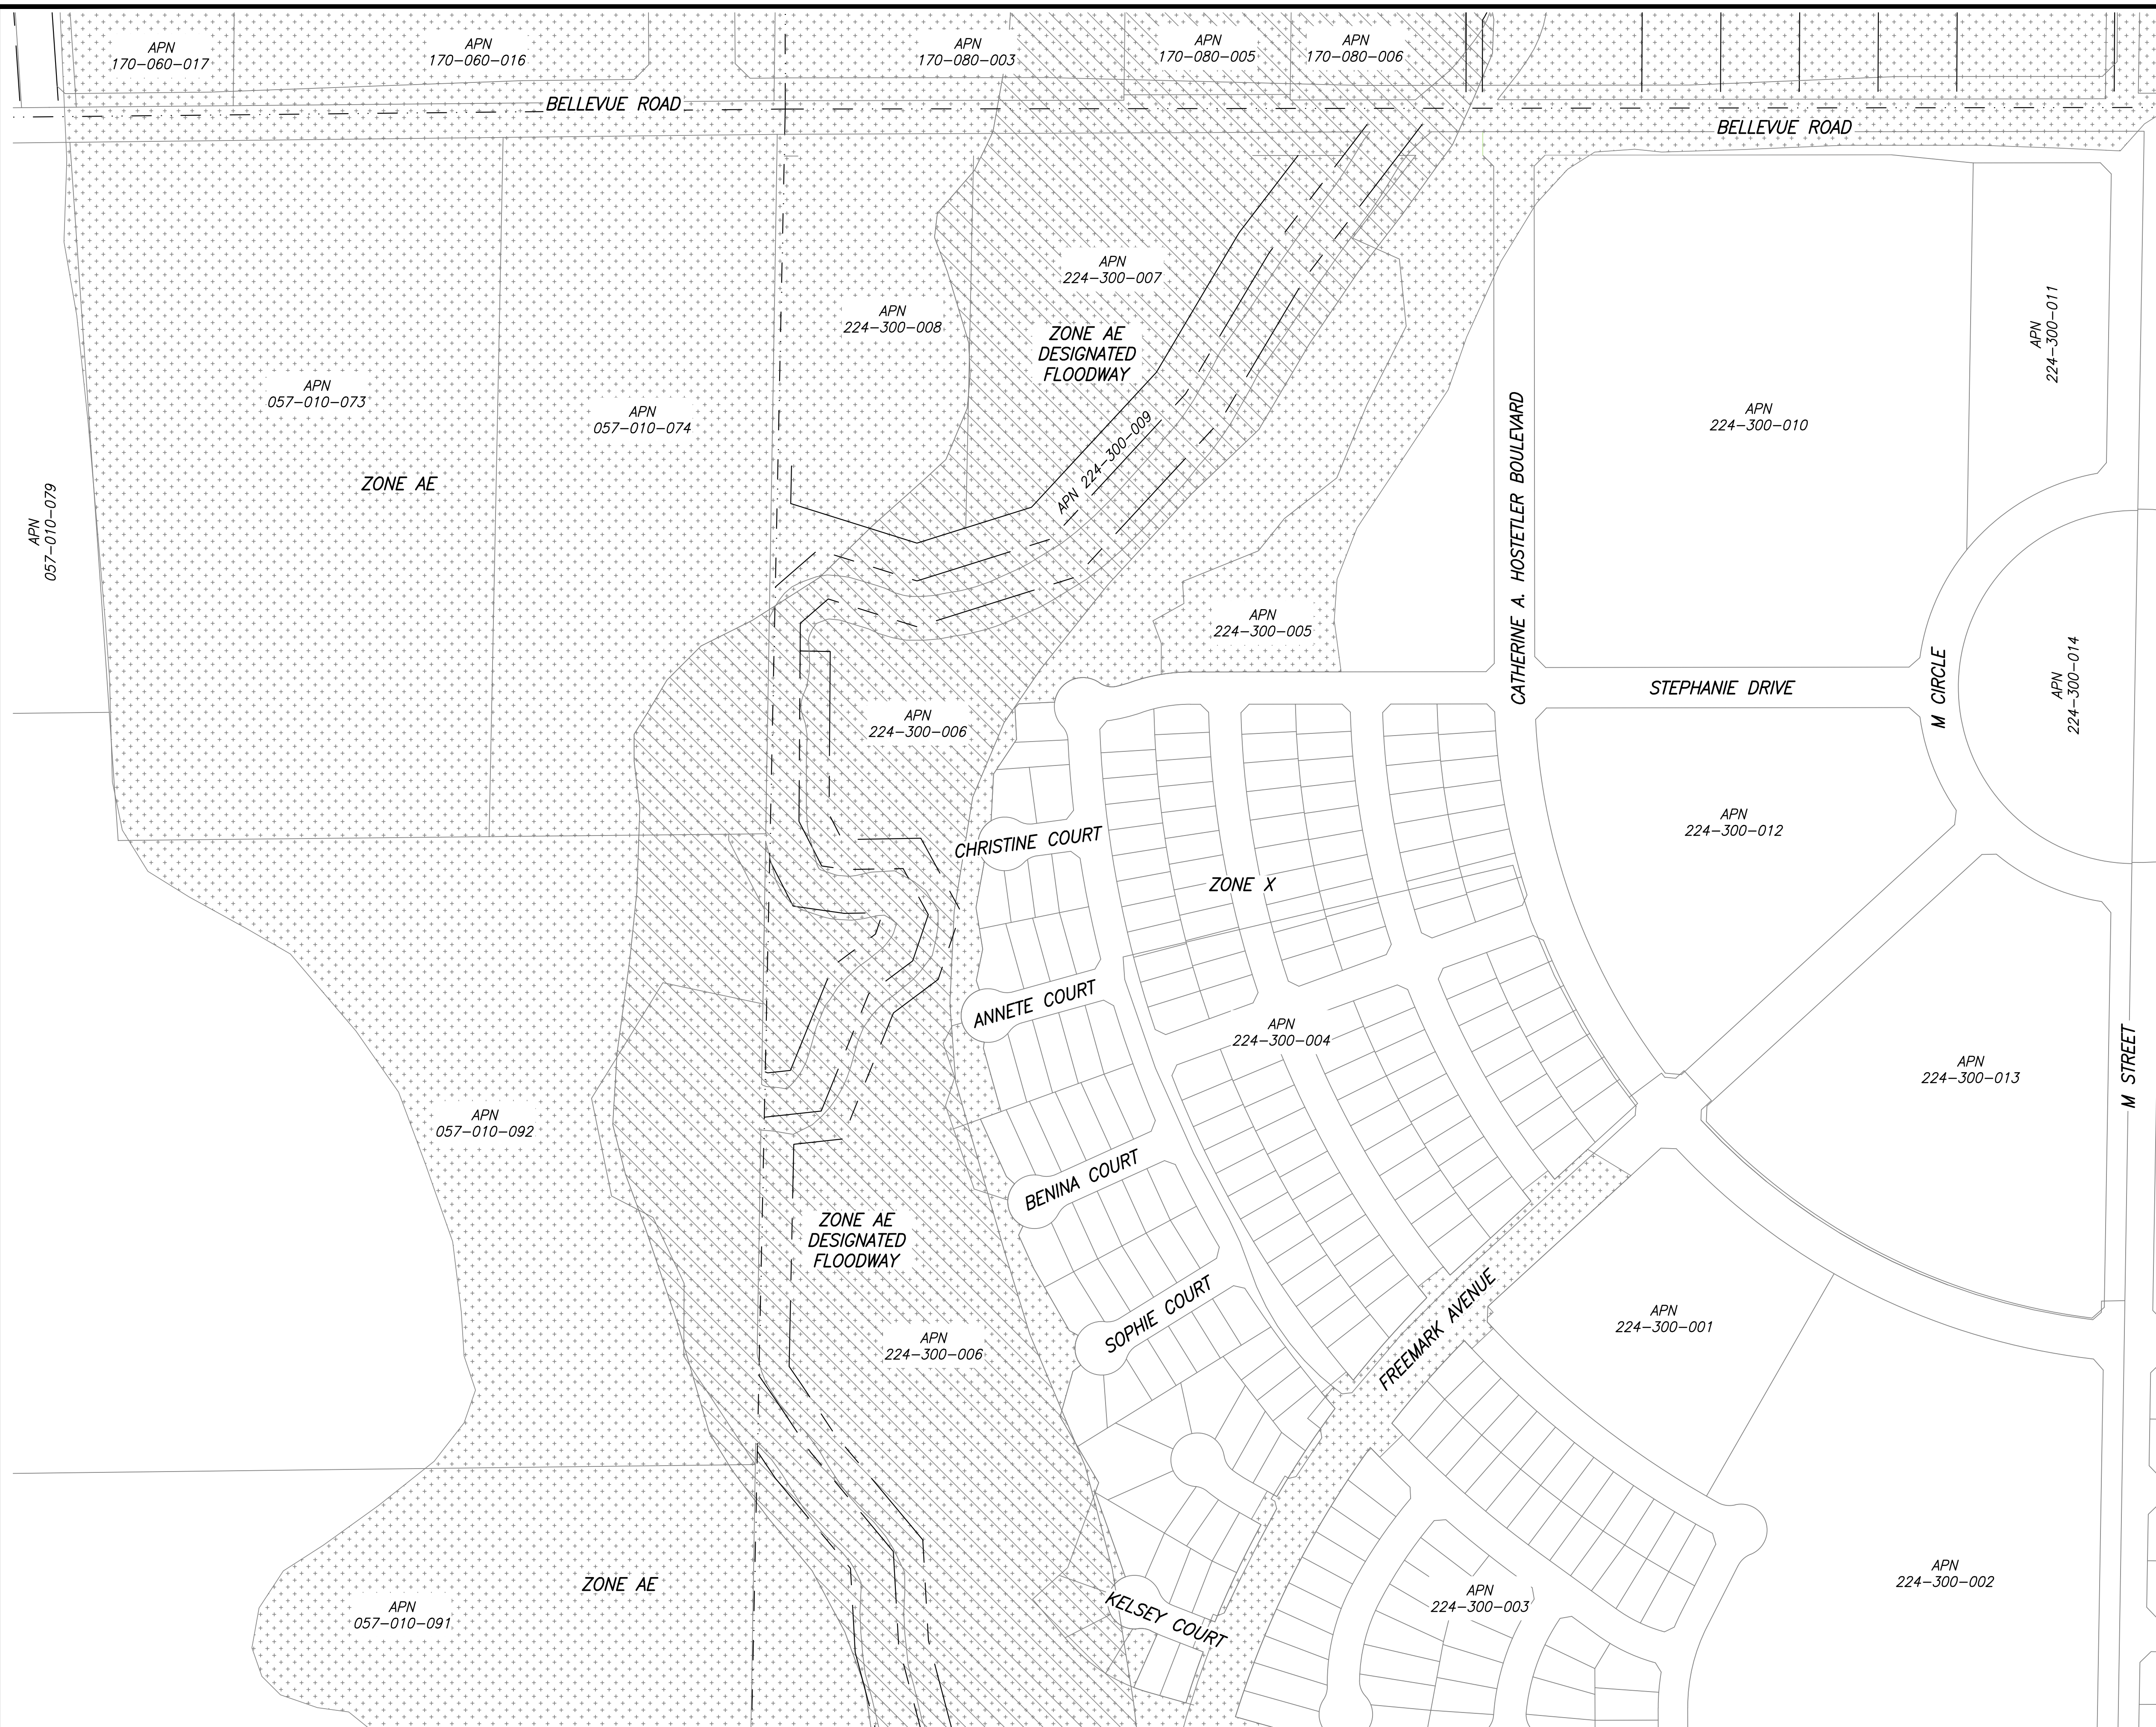 APN
170-060-017
APN
170-060-016
APN
170-080-003
APN
170-080-005
APN
170-080-006
BELLEVUE ROAD
BELLEVUE ROAD
APN
224-300-007
APN
224-300-008
ZONE AE
DESIGNATED
FLOODWAY
APN
224-300-011
APN
057-010-073
APN
057-010-074
APN
224-300-010
APN 224-300-009
ZONE AE
APN
057-010-079
CATHERINE A. HOSTETLER BOULEVARD
APN
224-300-005
STEPHANIE DRIVE
M CIRCLE
APN
224-300-014
APN
224-300-006
CHRISTINE COURT
APN
224-300-012
ZONE X
ANNETE COURT
APN
224-300-004
APN
224-300-013
M STREET
APN
057-010-092
BENINA COURT
ZONE AE
DESIGNATED
FLOODWAY
SOPHIE COURT
FREEMARK AVENUE
APN
224-300-001
APN
224-300-006
ZONE AE
APN
057-010-091
KELSEY COURT
APN
224-300-003
APN
224-300-002